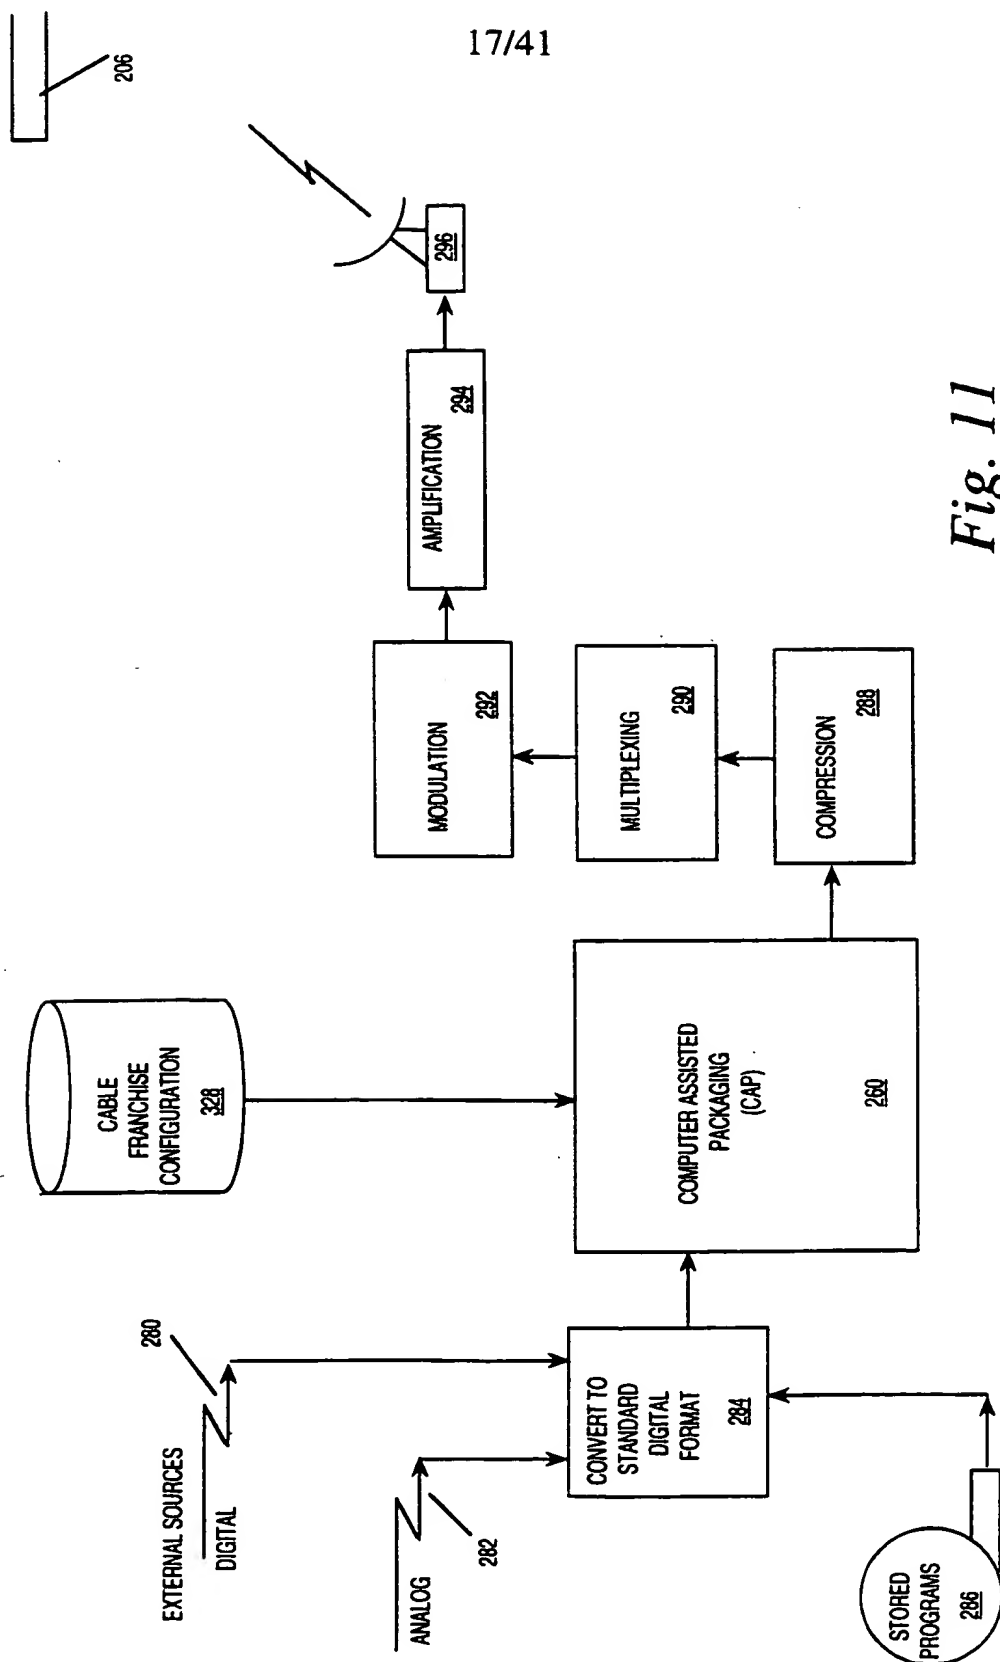 17/41
206
296
AMPLIFICATION
294
MODULATION
292
MULTIPLEXING
290
COMPRESSION
288
CABLE
FRANCHISE
CONFIGURATION
328
COMPUTER ASSISTED
PACKAGING
(CAP)
260
EXTERNAL SOURCES
DIGITAL
280
ANALOG
282
CONVERT TO
STANDARD
DIGITAL
FORMAT
284
STORED
PROGRAMS
286
Fig. 11